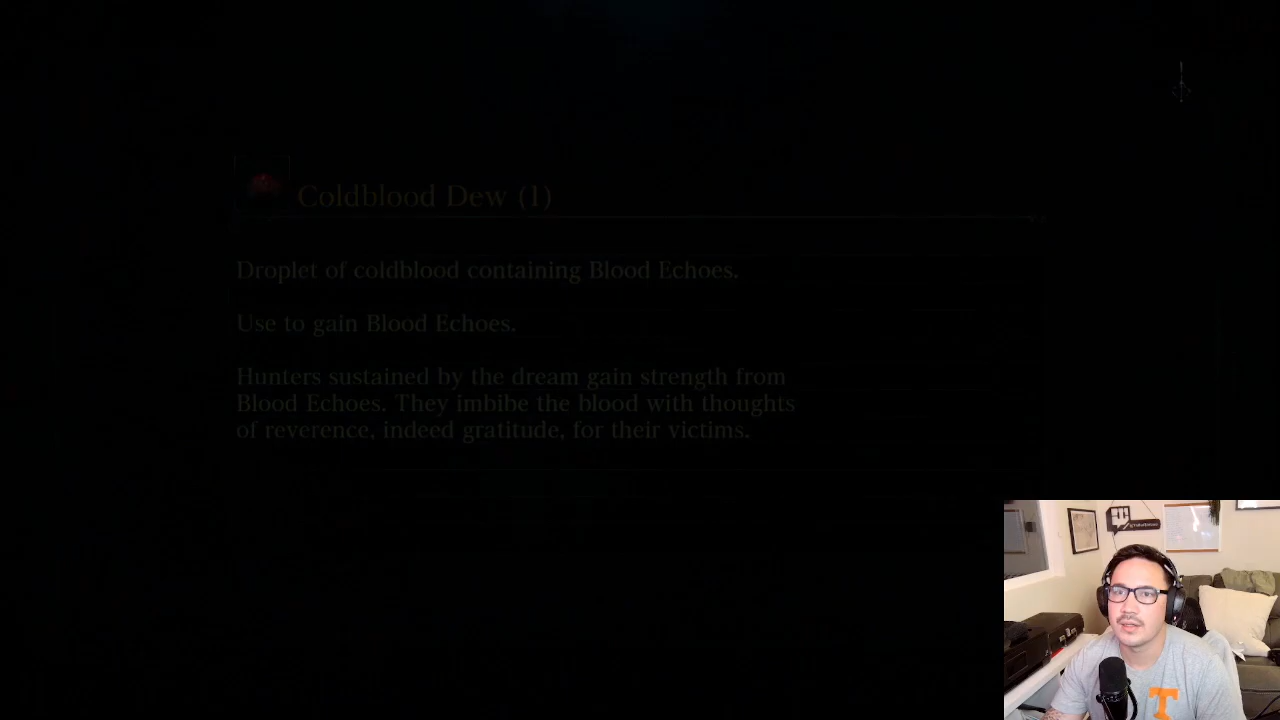 Coldblood Dew (1)
Droplet of coldblood containing Blood Echoes.
Use to gain Blood Echoes.
Hunters sustained by the dream gain strength from
Blood Echoes. They imbibe the blood with thoughts
of reverence, indeed gratitude, for their victims.
T